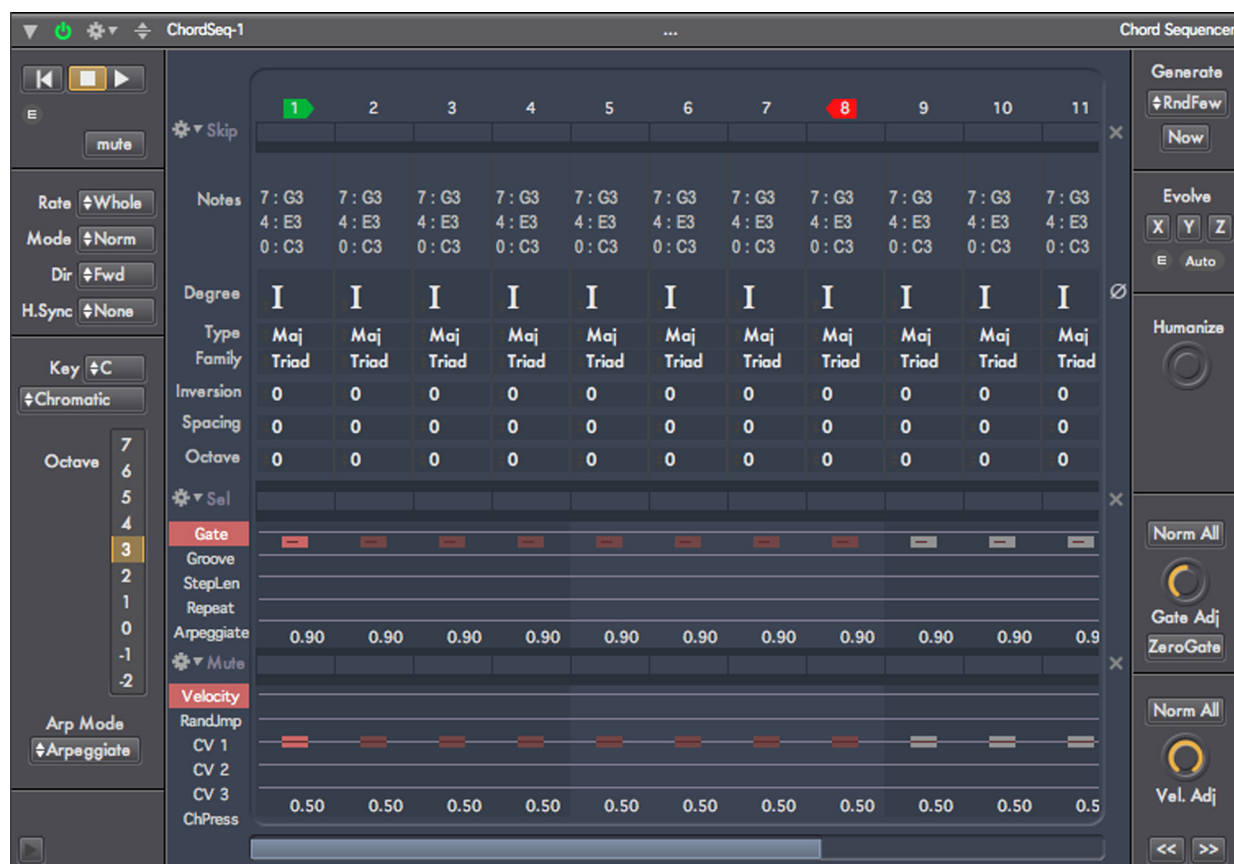 ChordSeq-1 ... Chord Sequencer
E
mute
Rate Whole
Mode Norm
Dir Fwd
H.Sync None
Key C
Chromatic
Octave
7
6
5
4
3
2
1
0
-1
-2
Arp Mode
Arpeggiate
1 2 3 4 5 6 7 8 9 10 11
Skip
Notes 7 : G3 7 : G3 7 : G3 7 : G3 7 : G3 7 : G3 7 : G3 7 : G3 7 : G3 7 : G3 7 : G3
4 : E3 4 : E3 4 : E3 4 : E3 4 : E3 4 : E3 4 : E3 4 : E3 4 : E3 4 : E3 4 : E3
0 : C3 0 : C3 0 : C3 0 : C3 0 : C3 0 : C3 0 : C3 0 : C3 0 : C3 0 : C3 0 : C3
Degree I I I I I I I I I I I
Type Maj Maj Maj Maj Maj Maj Maj Maj Maj Maj Maj
Family Triad Triad Triad Triad Triad Triad Triad Triad Triad Triad Triad
Inversion 0 0 0 0 0 0 0 0 0 0 0
Spacing 0 0 0 0 0 0 0 0 0 0 0
Octave 0 0 0 0 0 0 0 0 0 0 0
Sel
Gate
Groove
StepLen
Repeat
Arpeggiate 0.90 0.90 0.90 0.90 0.90 0.90 0.90 0.90 0.90 0.90 0.9
Mute
Velocity
RandJmp
CV 1
CV 2
CV 3 0.50 0.50 0.50 0.50 0.50 0.50 0.50 0.50 0.50 0.50 0.5
ChPress
Generate
RndFew
Now
Evolve
X Y Z
E Auto
Humanize
Norm All
Gate Adj
ZeroGate
Norm All
Vel. Adj
<< >>